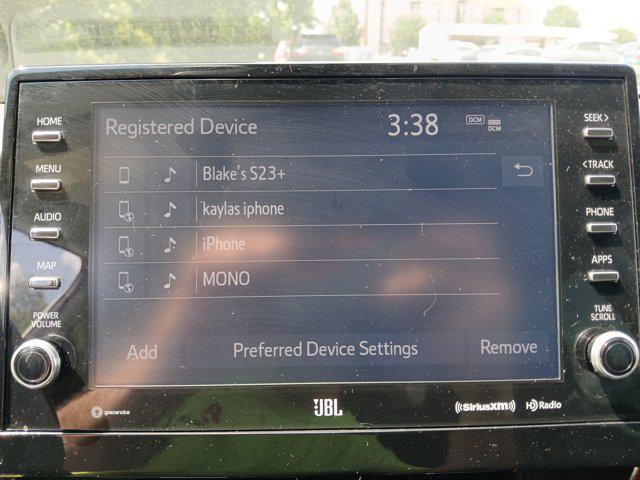 HOME
MENU
AUDIO
MAP
POWER
VOLUME
Registered Device 3:38 DCM
DCM
Blake's S23+
kaylas iphone
iPhone
MONO
Add Preferred Device Settings Remove
SEEK >
< TRACK
PHONE
APPS
TUNE
SCROLL
gracenote JBL ((SiriusXM)) HD Radio